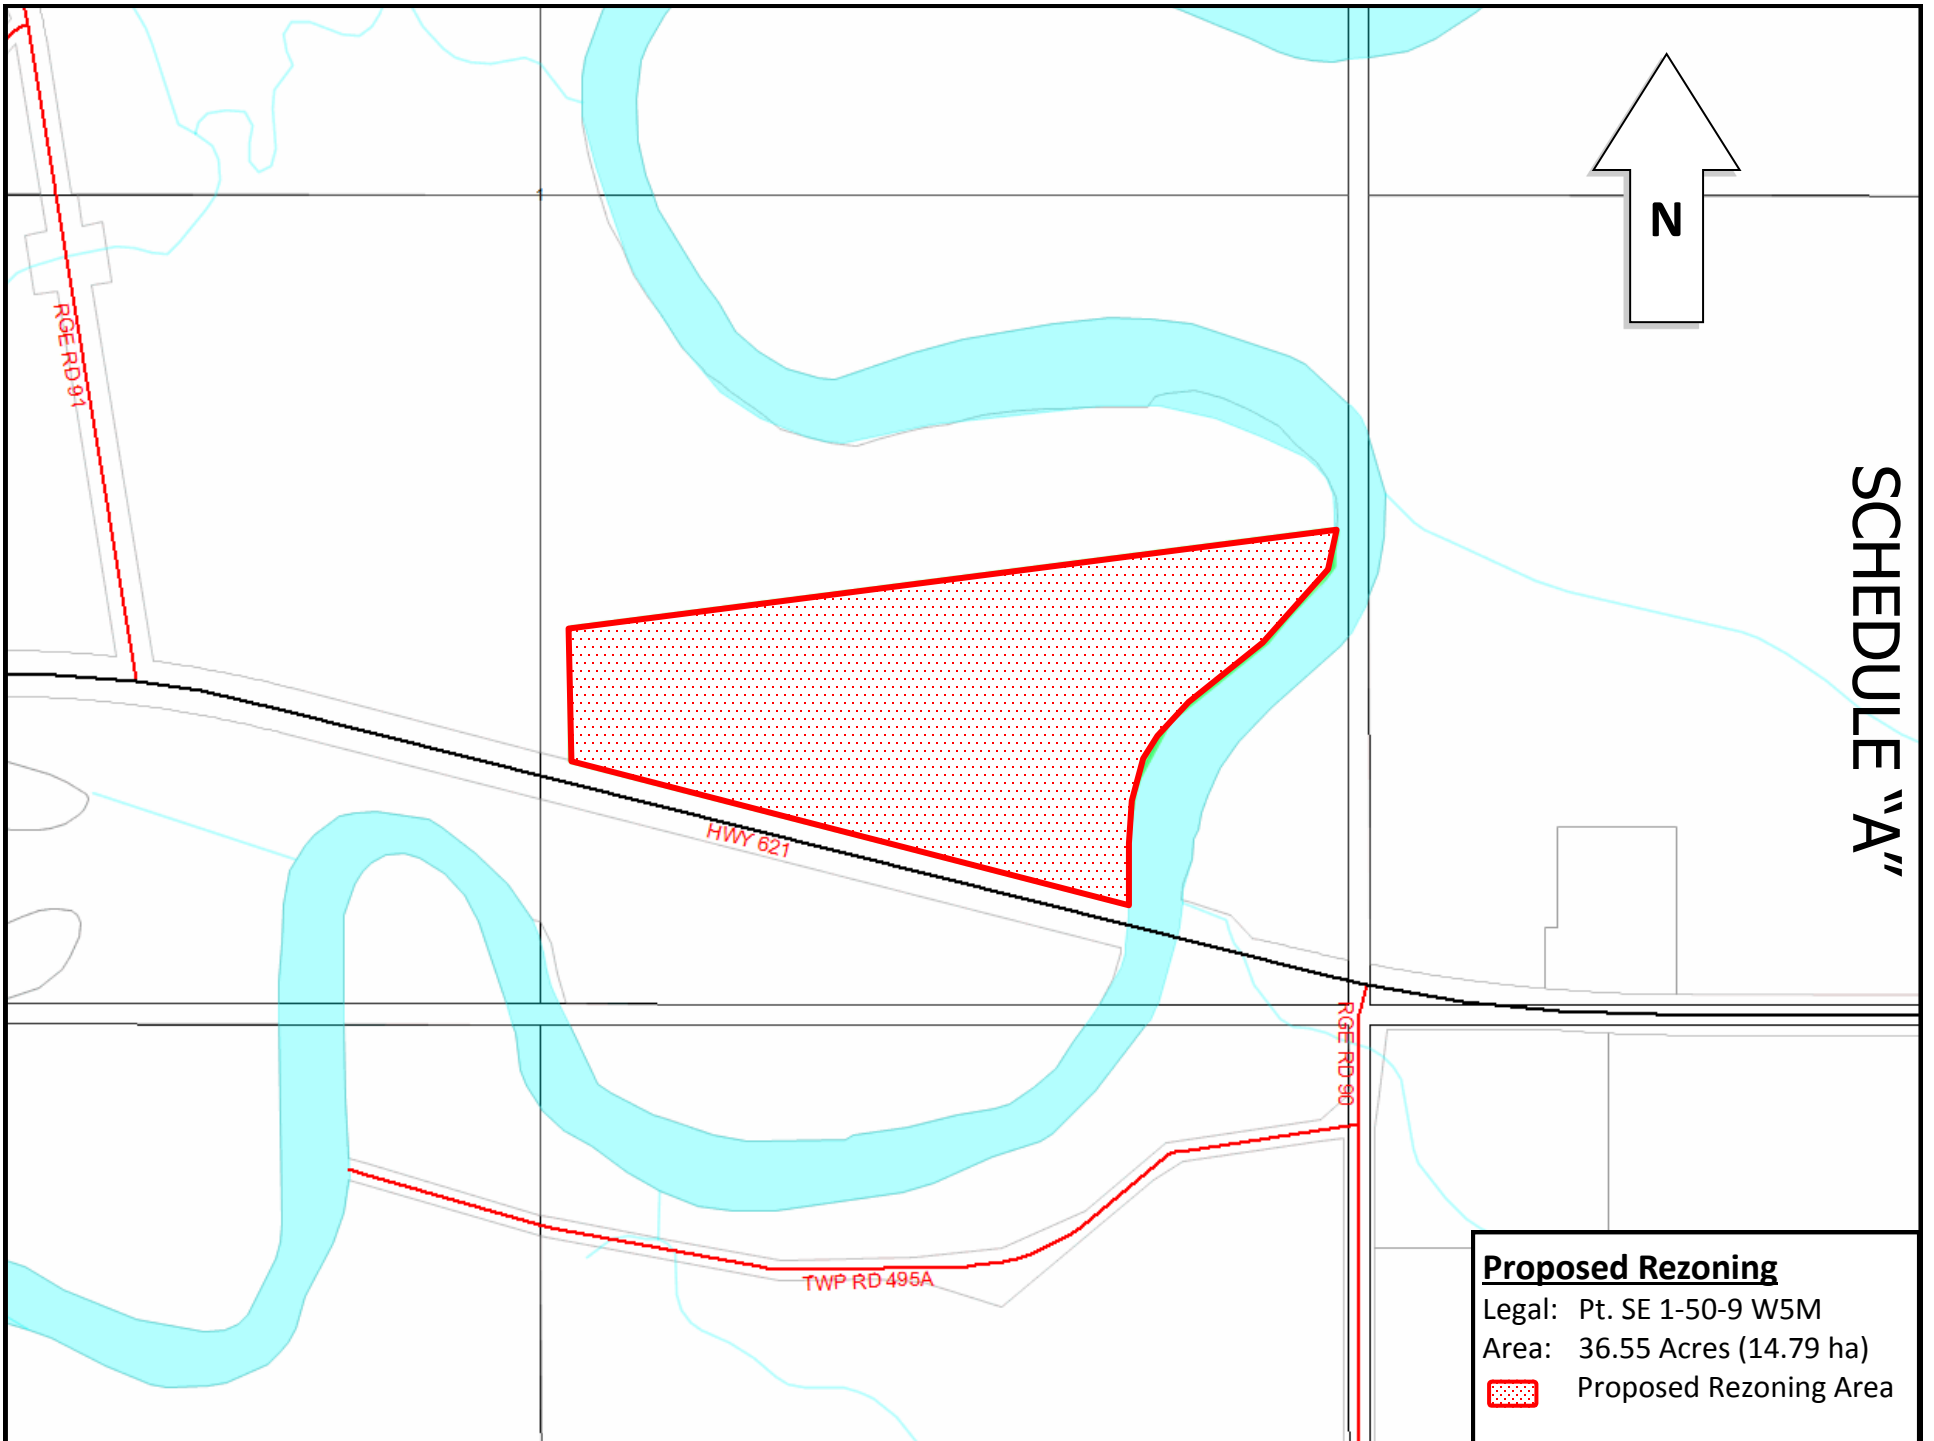 1
N
RGE RD 91
SCHEDULE "A"
HWY 621
RGE RD 90
TWP RD 495A
Proposed Rezoning
Legal: Pt. SE 1-50-9 W5M
Area: 36.55 Acres (14.79 ha)
Proposed Rezoning Area